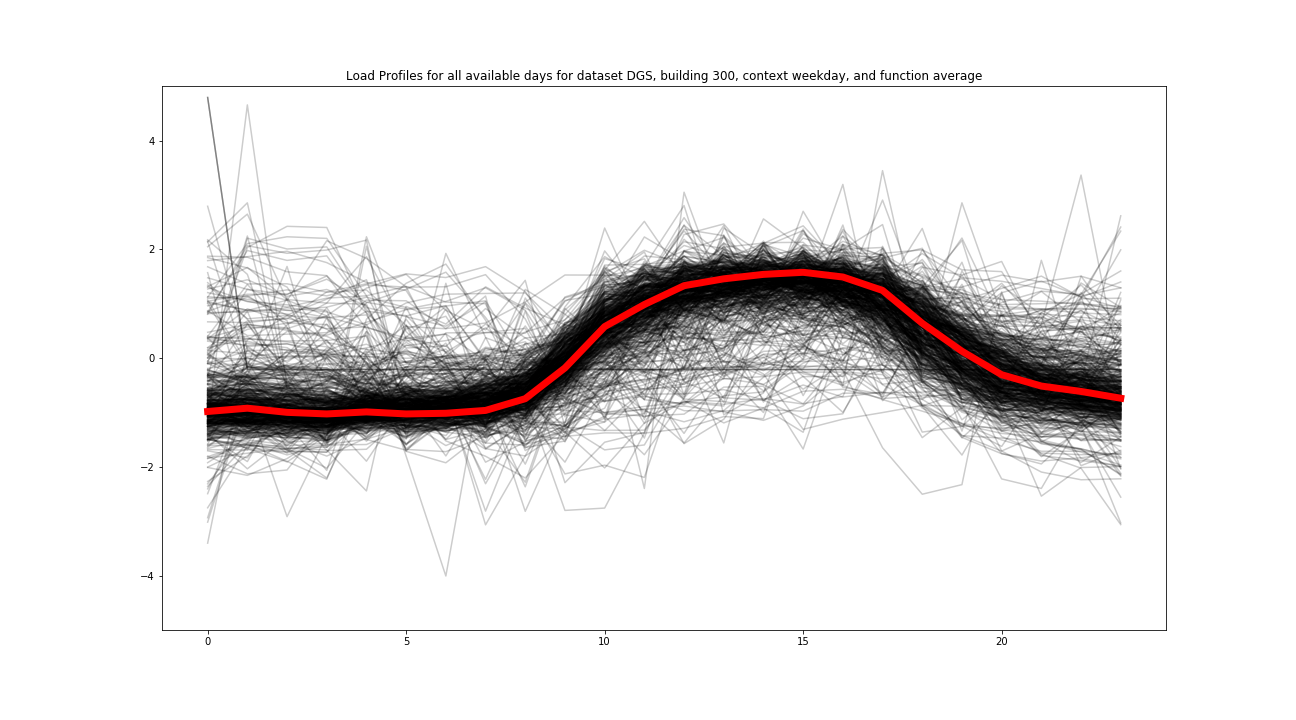 Load Profiles for all available days for dataset DGS, building 300, context weekday, and function average
4
2
0
−2
−4
0 5 10 15 20